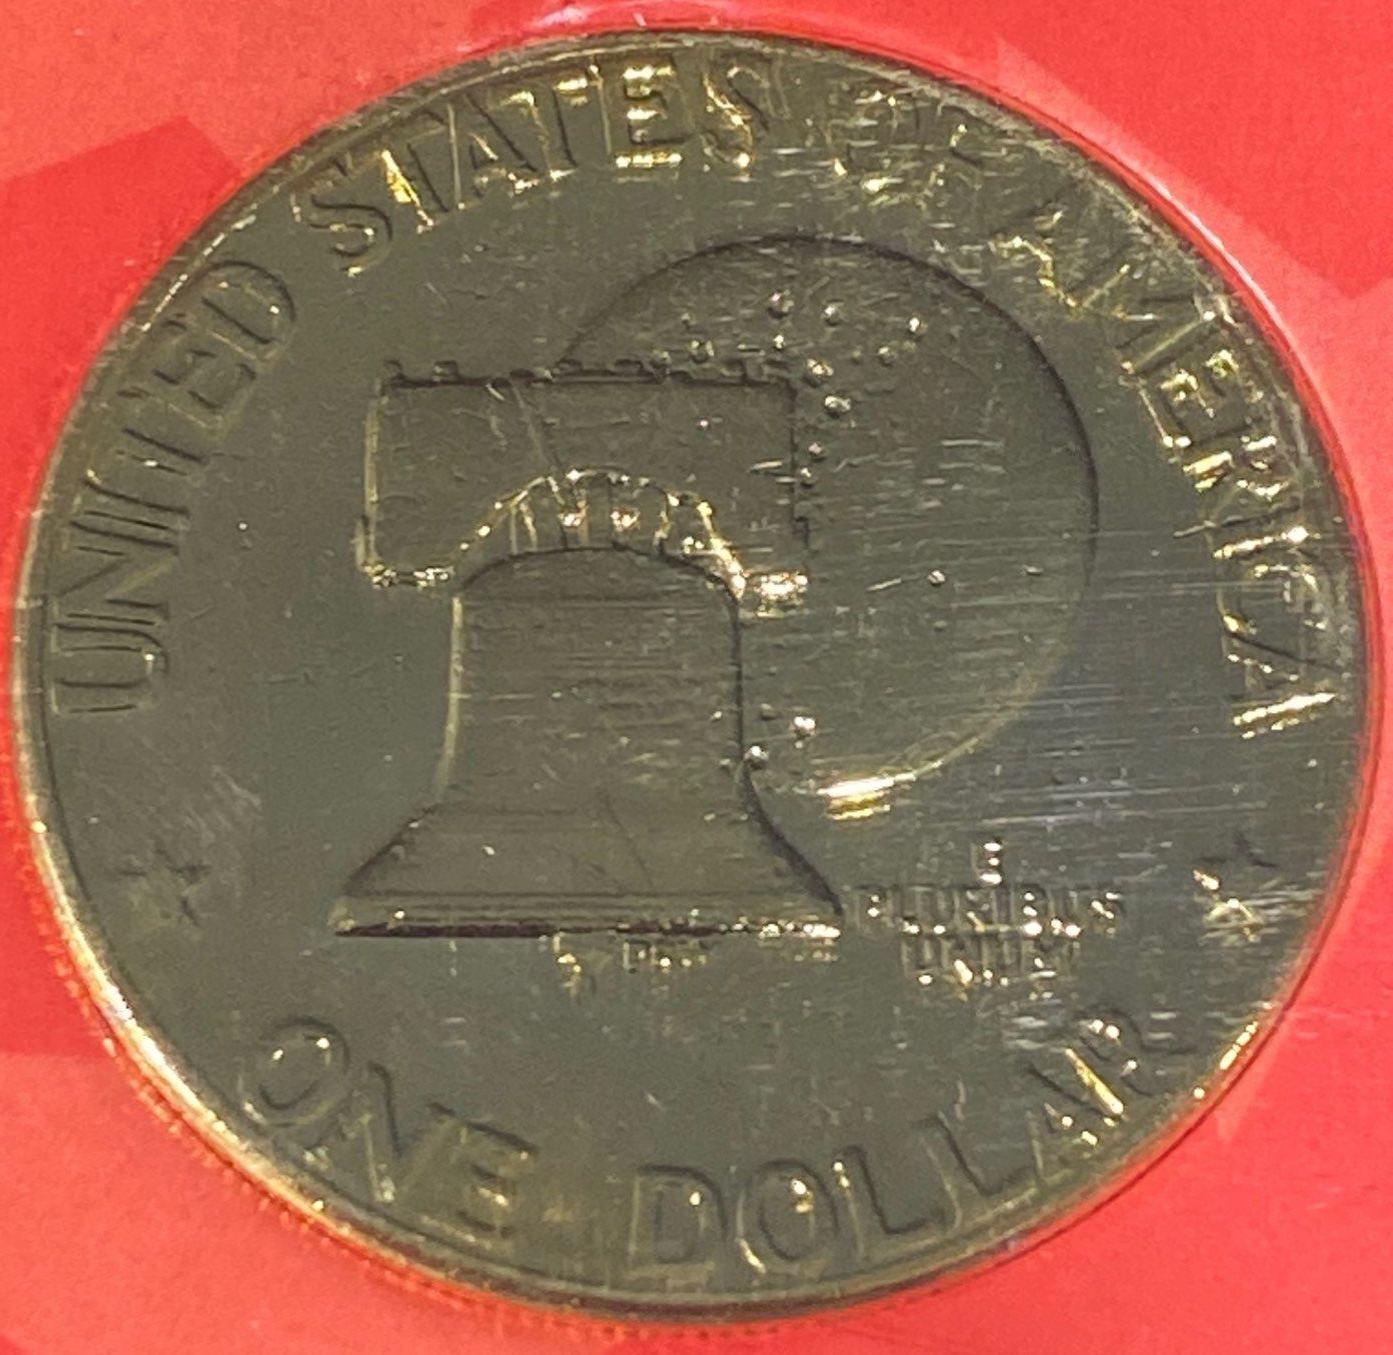 UNITED STATES OF AMERICA
E
PLURIBUS
UNUM
ONE DOLLAR